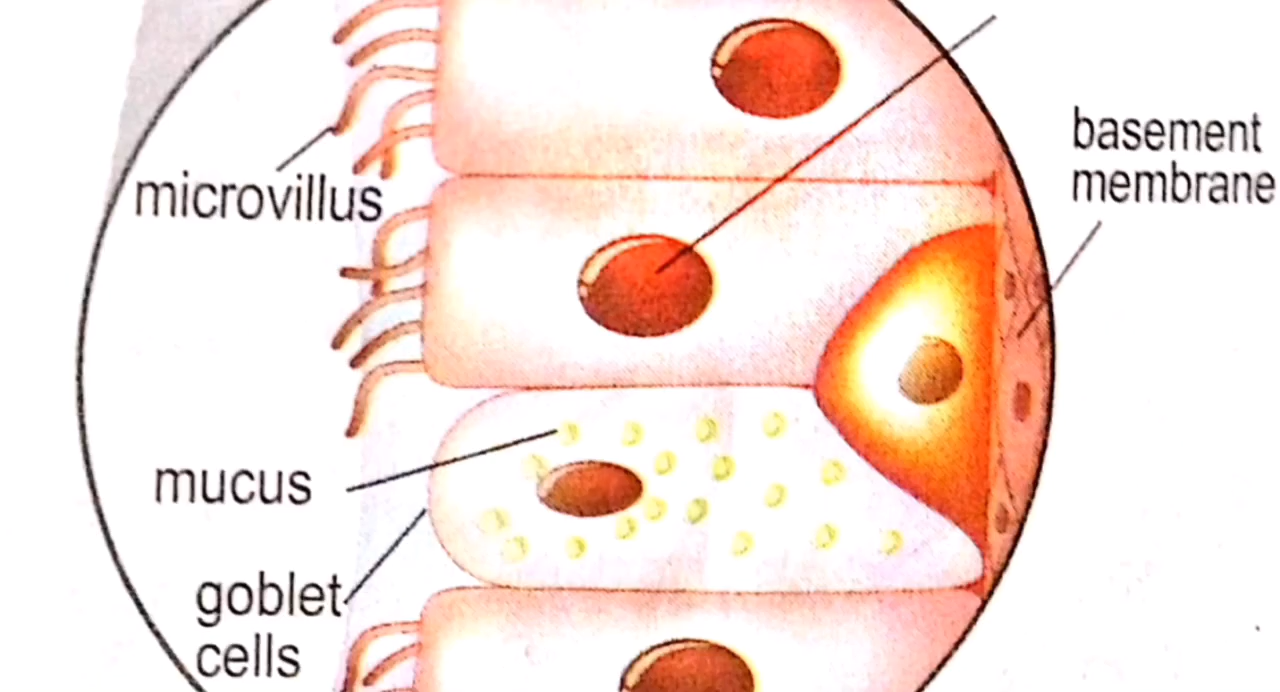 basement
membrane
microvillus
mucus
goblet
cells